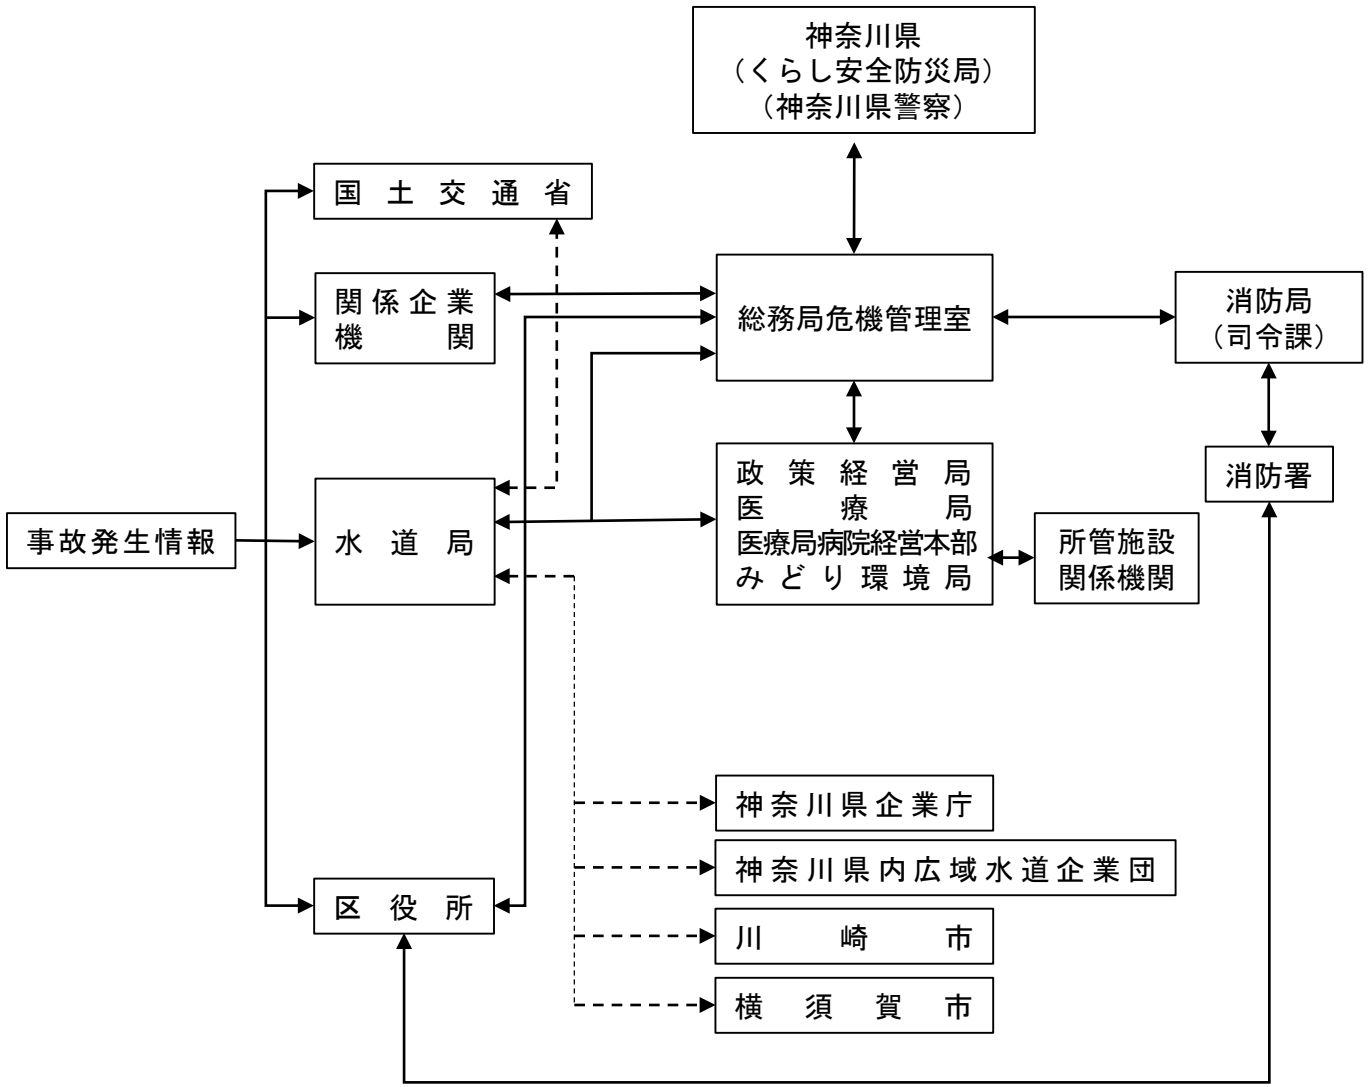 神奈川県
（くらし安全防災局）
（神奈川県警察）
国土交通省
関係企業
機関
総務局危機管理室
消防局
（司令課）
政策経営局
医療局
医療局病院経営本部
みどり環境局
消防署
事故発生情報
水道局
所管施設
関係機関
神奈川県企業庁
神奈川県内広域水道企業団
区役所
川崎市
横須賀市